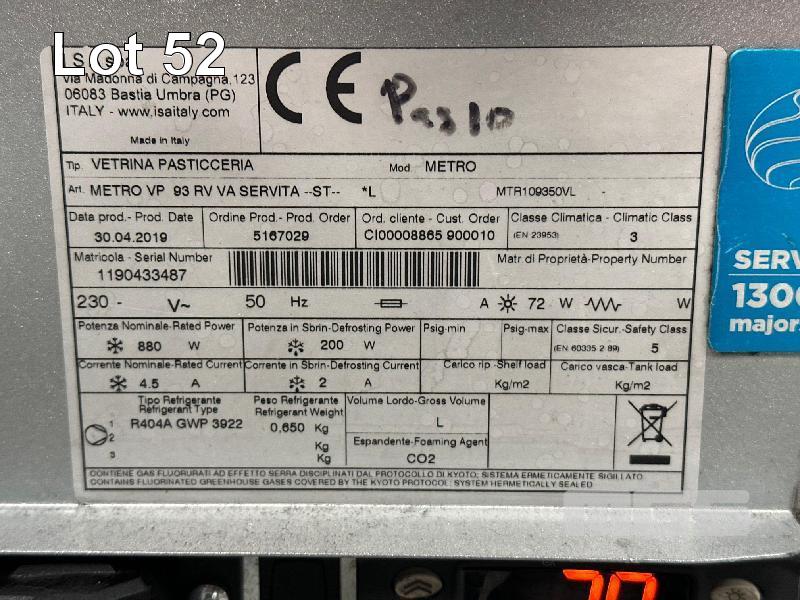 Lot 52
Via Madonna di Campagna,123
06083 Bastia Umbra (PG)
ITALY - www.isaitaly.com
Made in Italy
CE
Tip. VETRINA PASTICCERIA Mod METRO
Art. METRO VP 93 RV VA SERVITA --ST-- *L MTR109350VL -
Data prod.- Prod. Date Ordine Prod.- Prod. Order Ord. cliente - Cust. Order Classe Climatica - Climatic Class
30.04.2019 5167029 CI00008865 900010 (EN 23953) 3
Matricola - Serial Number Matr di Proprietà-Property Number
1190433487
230 - V~ 50 Hz A 72 W W
Potenza Nominale-Rated Power Potenza in Sbrin-Defrosting Power Psig-min Psig-max Classe Sicur.-Safety Class
880 W 200 W (EN 60335 2 89) 5
Corrente Nominale-Rated Current Corrente in Sbrin-Defrosting Current Carico rip.-Shelf load Carico vasca-Tank load
4.5 A 2 A Kg/m2 Kg/m2
Tipo Refrigerante Peso Refrigerante Volume Lordo-Gross Volume
Refrigerant Type Refrigerant Weight
1 R404A GWP 3922 0,650 Kg L
2 Kg Espandente-Foaming Agent
3 Kg CO2
CONTIENE GAS FLUORURATI AD EFFETTO SERRA DISCIPLINATI DAL PROTOCOLLO DI KYOTO; SISTEMA ERMETICAMENTE SIGILLATO
CONTAINS FLUORINATED GREENHOUSE GASES COVERED BY THE KYOTO PROTOCOL; SYSTEM HERMETICALLY SEALED
SERV
1300
major